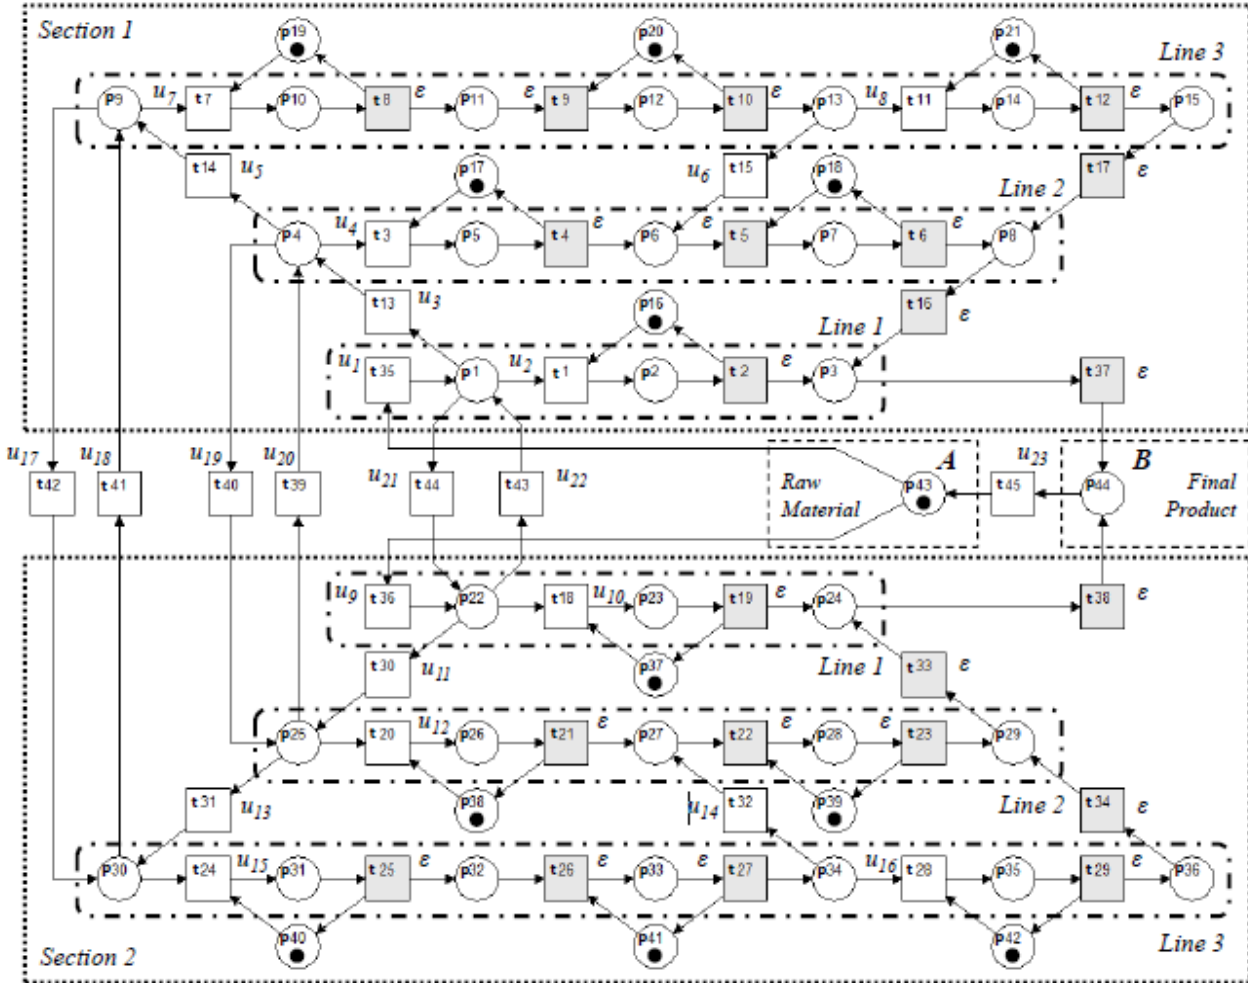 Section 1
p19 p20 p21
Line 3
p9 u7 t7 p10 t8 ε p11 ε t9 p12 t10 ε p13 u8 t11 p14 t12 ε p15
t14 u5 p17 u6 t15 p18 t17 ε
Line 2
p4 u4 t3 p5 t4 ε p6 ε t5 p7 t6 ε p8
t13 u3 p16 t16 ε
Line 1
u1 t35 p1 u2 t1 p2 t2 ε p3 t37 ε
u17 u18 u19 u20 u21 u22 A u23 B
t42 t41 t40 t39 t44 t43 Raw Material p43 t45 p44 Final Product
u9 t36 p22 t18 u10 p23 t19 ε p24 t38 ε
t30 u11 p37 Line 1 t33 ε
p25 t20 u12 p26 t21 ε p27 ε t22 p28 ε t23 p29
t31 u13 p38 u14 t32 p39 Line 2 t34 ε
p30 t24 u15 p31 t25 ε p32 t26 ε p33 ε t27 p34 u16 t28 p35 t29 ε p36
p40 p41 p42
Section 2
Line 3